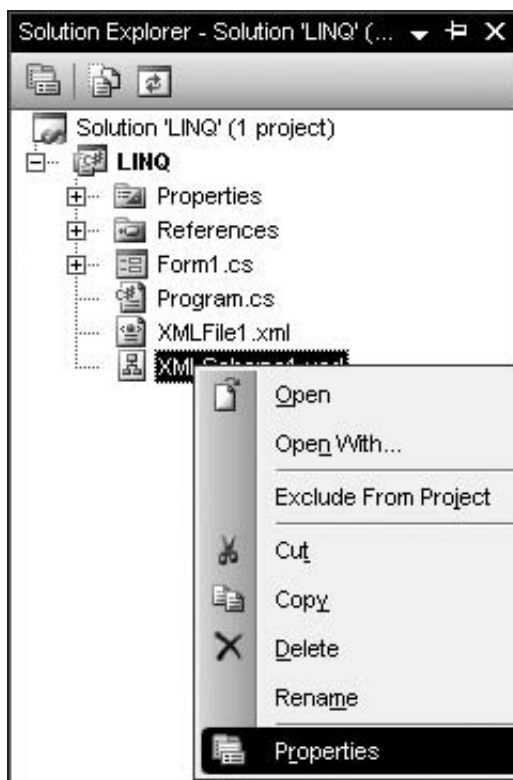 Solution Explorer - Solution 'LINQ' (...
Solution 'LINQ' (1 project)
LINQ
Properties
References
Form1.cs
Program.cs
XMLFile1.xml
Open
Open With...
Exclude From Project
Cut
Copy
Delete
Rename
Properties